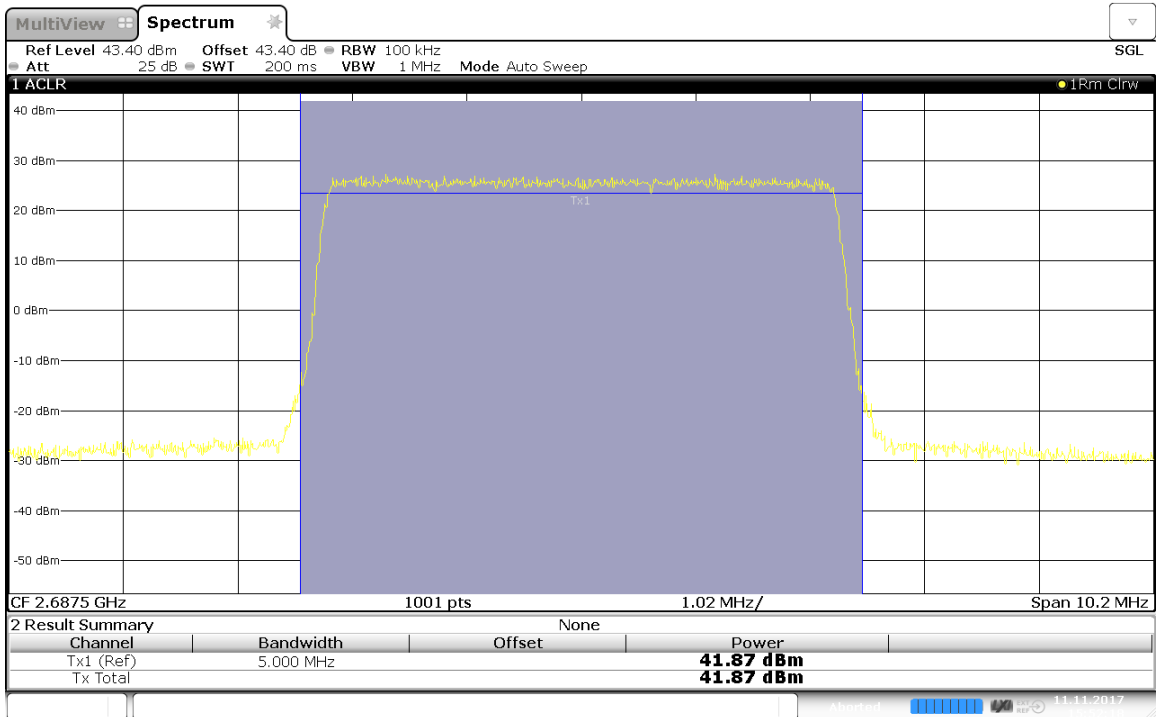 MultiView Spectrum
Ref Level 43.40 dBm Offset 43.40 dB RBW 100 kHz SGL
Att 25 dB SWT 200 ms VBW 1 MHz Mode Auto Sweep
1 ACLR 1Rm Clrw
40 dBm
30 dBm
Tx1
20 dBm
10 dBm
0 dBm
-10 dBm
-20 dBm
-30 dBm
-40 dBm
-50 dBm
CF 2.6875 GHz 1001 pts 1.02 MHz/ Span 10.2 MHz
2 Result Summary None
Channel Bandwidth Offset Power
Tx1 (Ref) 5.000 MHz 41.87 dBm
Tx Total 41.87 dBm
Aborted 11.11.2017